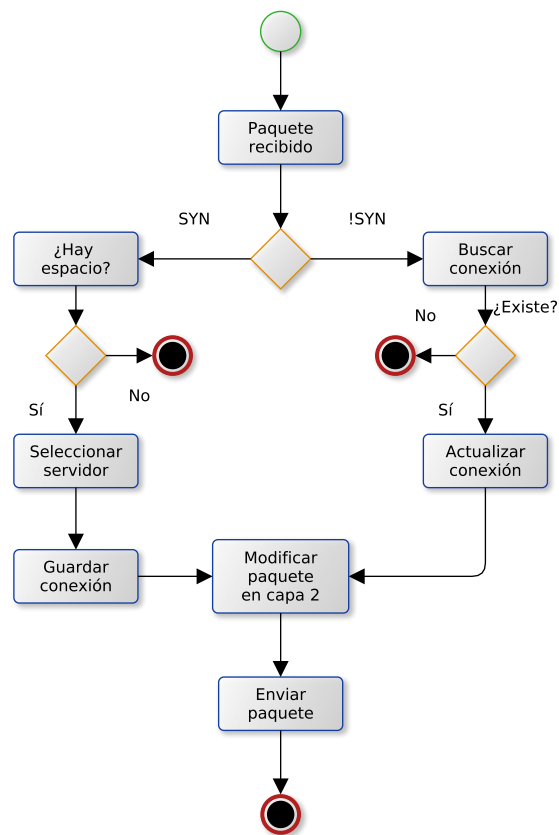 Paquete
recibido
SYN
!SYN
¿Hay
espacio?
Buscar
conexión
¿Existe?
No
No
Sí
Sí
Seleccionar
servidor
Actualizar
conexión
Guardar
conexión
Modificar
paquete
en capa 2
Enviar
paquete